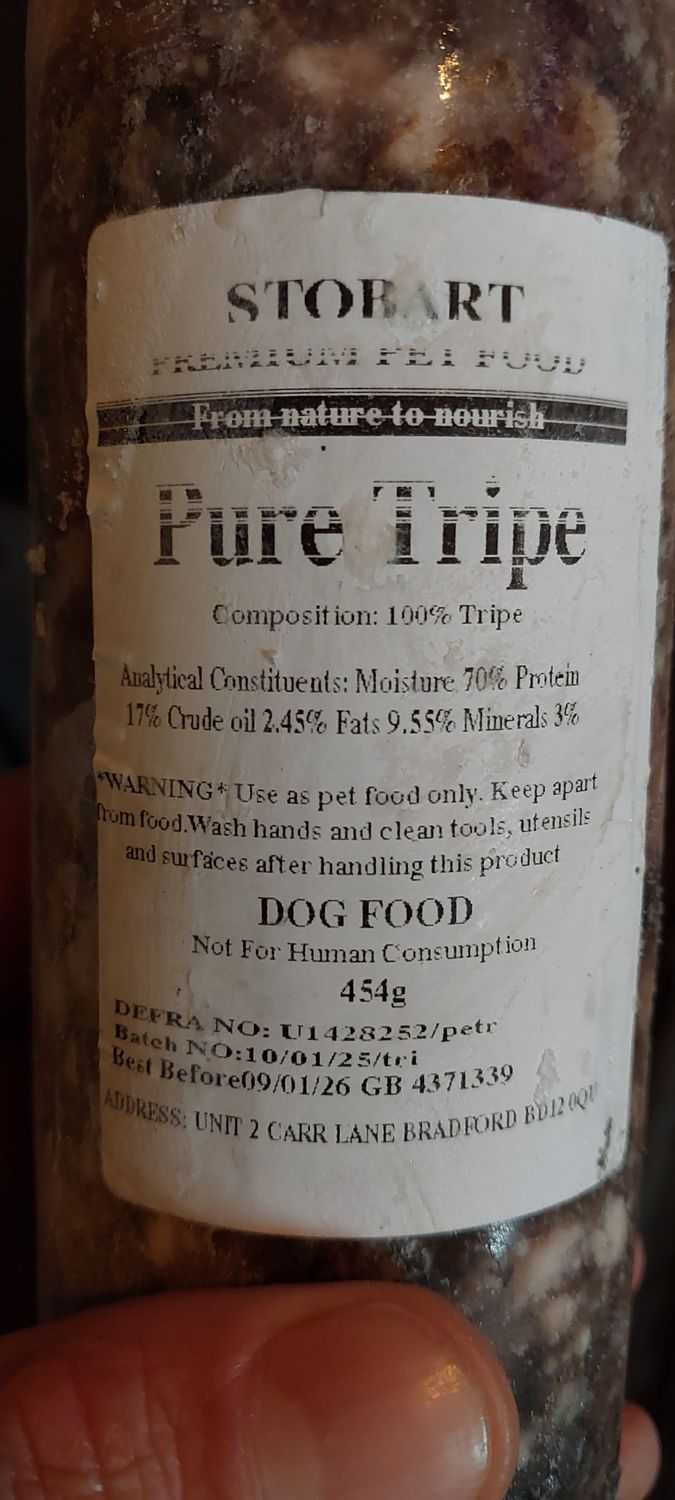 STOBART
PREMIUM PET FOOD
From nature to nourish
Pure Tripe
Composition: 100% Tripe
Analytical Constituents: Moisture 70% Protein
17% Crude oil 2.45% Fats 9.55% Minerals 3%
*WARNING* Use as pet food only. Keep apart
from food.Wash hands and clean tools, utensils
and surfaces after handling this product
DOG FOOD
Not For Human Consumption
454g
DEFRA NO: U1428252/petr
Batch NO:10/01/25/tri
Best Before09/01/26 GB 4371339
ADDRESS: UNIT 2 CARR LANE BRADFORD BD12 0QU